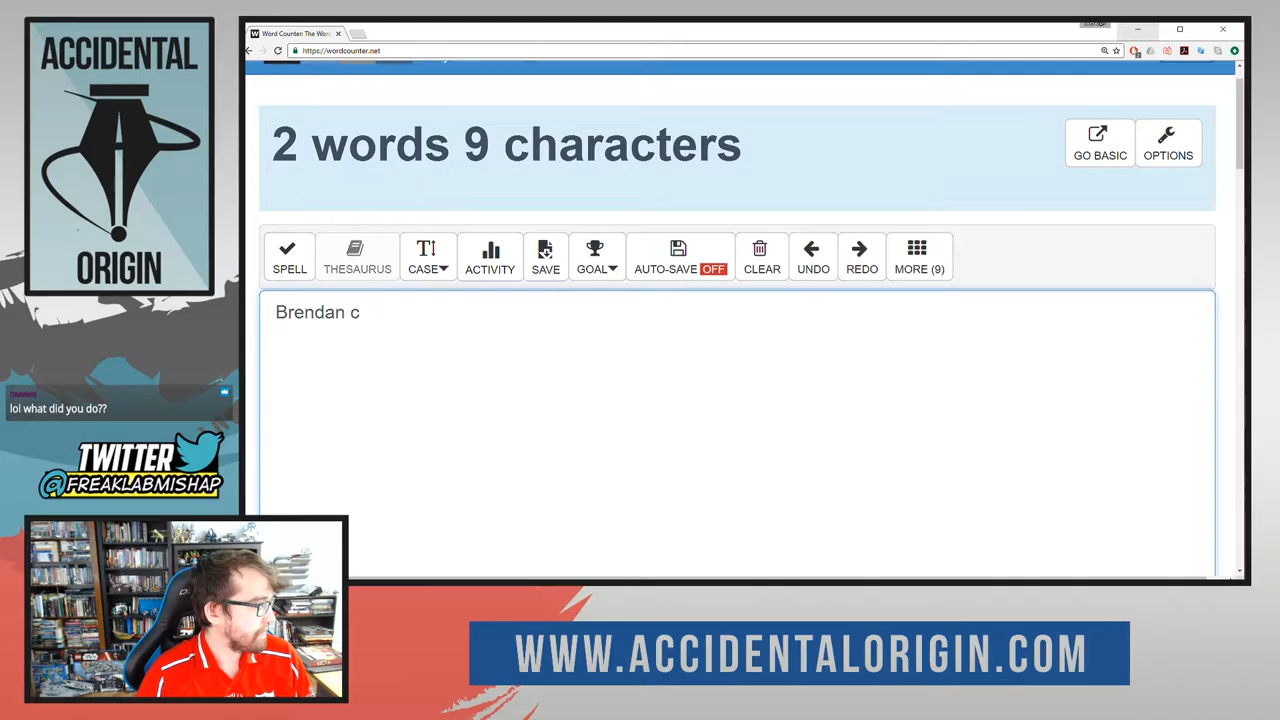 ACCIDENTAL
ORIGIN
Word Counter: The Wor
https://wordcounter.net
2 words 9 characters
GO BASIC
OPTIONS
SPELL
THESAURUS
CASE
ACTIVITY
SAVE
GOAL
AUTO-SAVE OFF
CLEAR
UNDO
REDO
MORE (9)
Brendan c
lol what did you do??
TWITTER
@FREAKLABMISHAP
WWW.ACCIDENTALORIGIN.COM